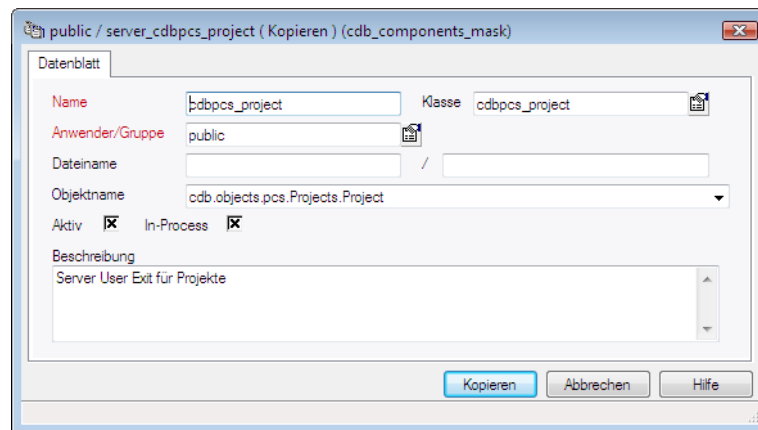 public / server_cdbpcs_project ( Kopieren ) (cdb_components_mask)
Datenblatt
Name cdbpcs_project Klasse cdbpcs_project
Anwender/Gruppe public
Dateiname /
Objektname cdb.objects.pcs.Projects.Project
Aktiv In-Process
Beschreibung
Server User Exit für Projekte
Kopieren Abbrechen Hilfe